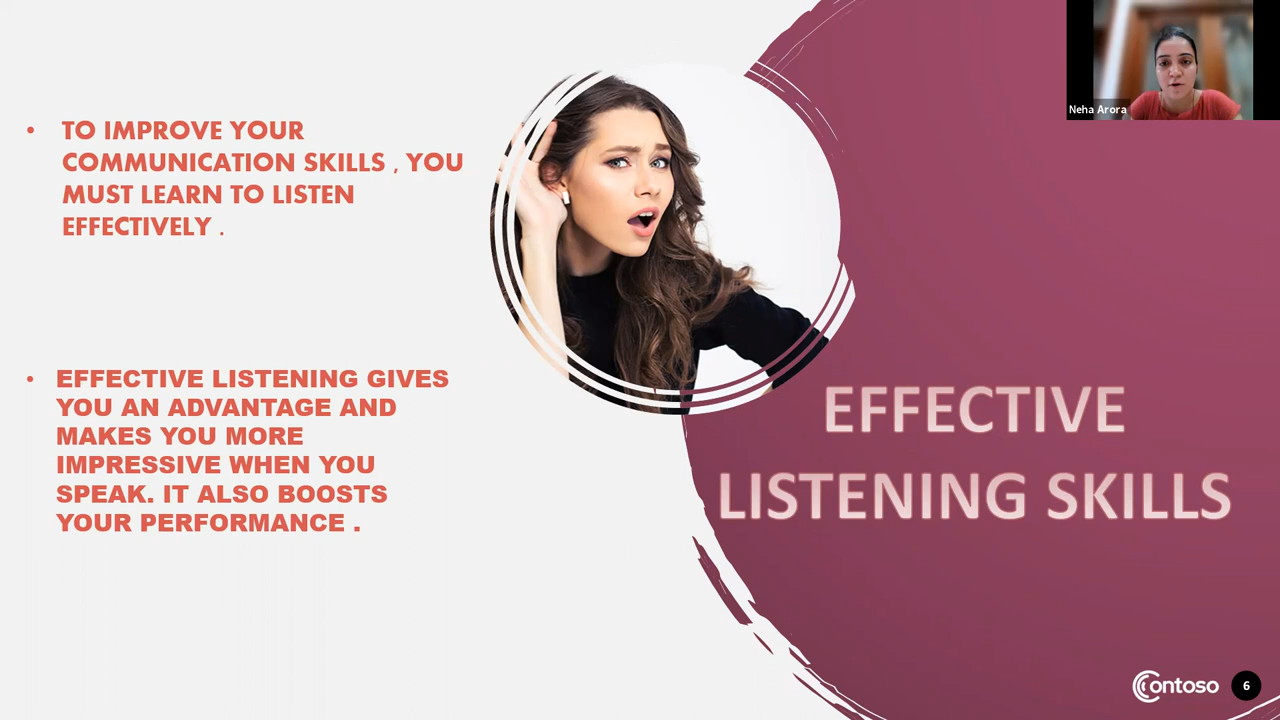 TO IMPROVE YOUR
COMMUNICATION SKILLS , YOU
MUST LEARN TO LISTEN
EFFECTIVELY .
EFFECTIVE LISTENING GIVES
YOU AN ADVANTAGE AND
MAKES YOU MORE
IMPRESSIVE WHEN YOU
SPEAK. IT ALSO BOOSTS
YOUR PERFORMANCE .
Neha Arora
EFFECTIVE
LISTENING SKILLS
Contoso
6